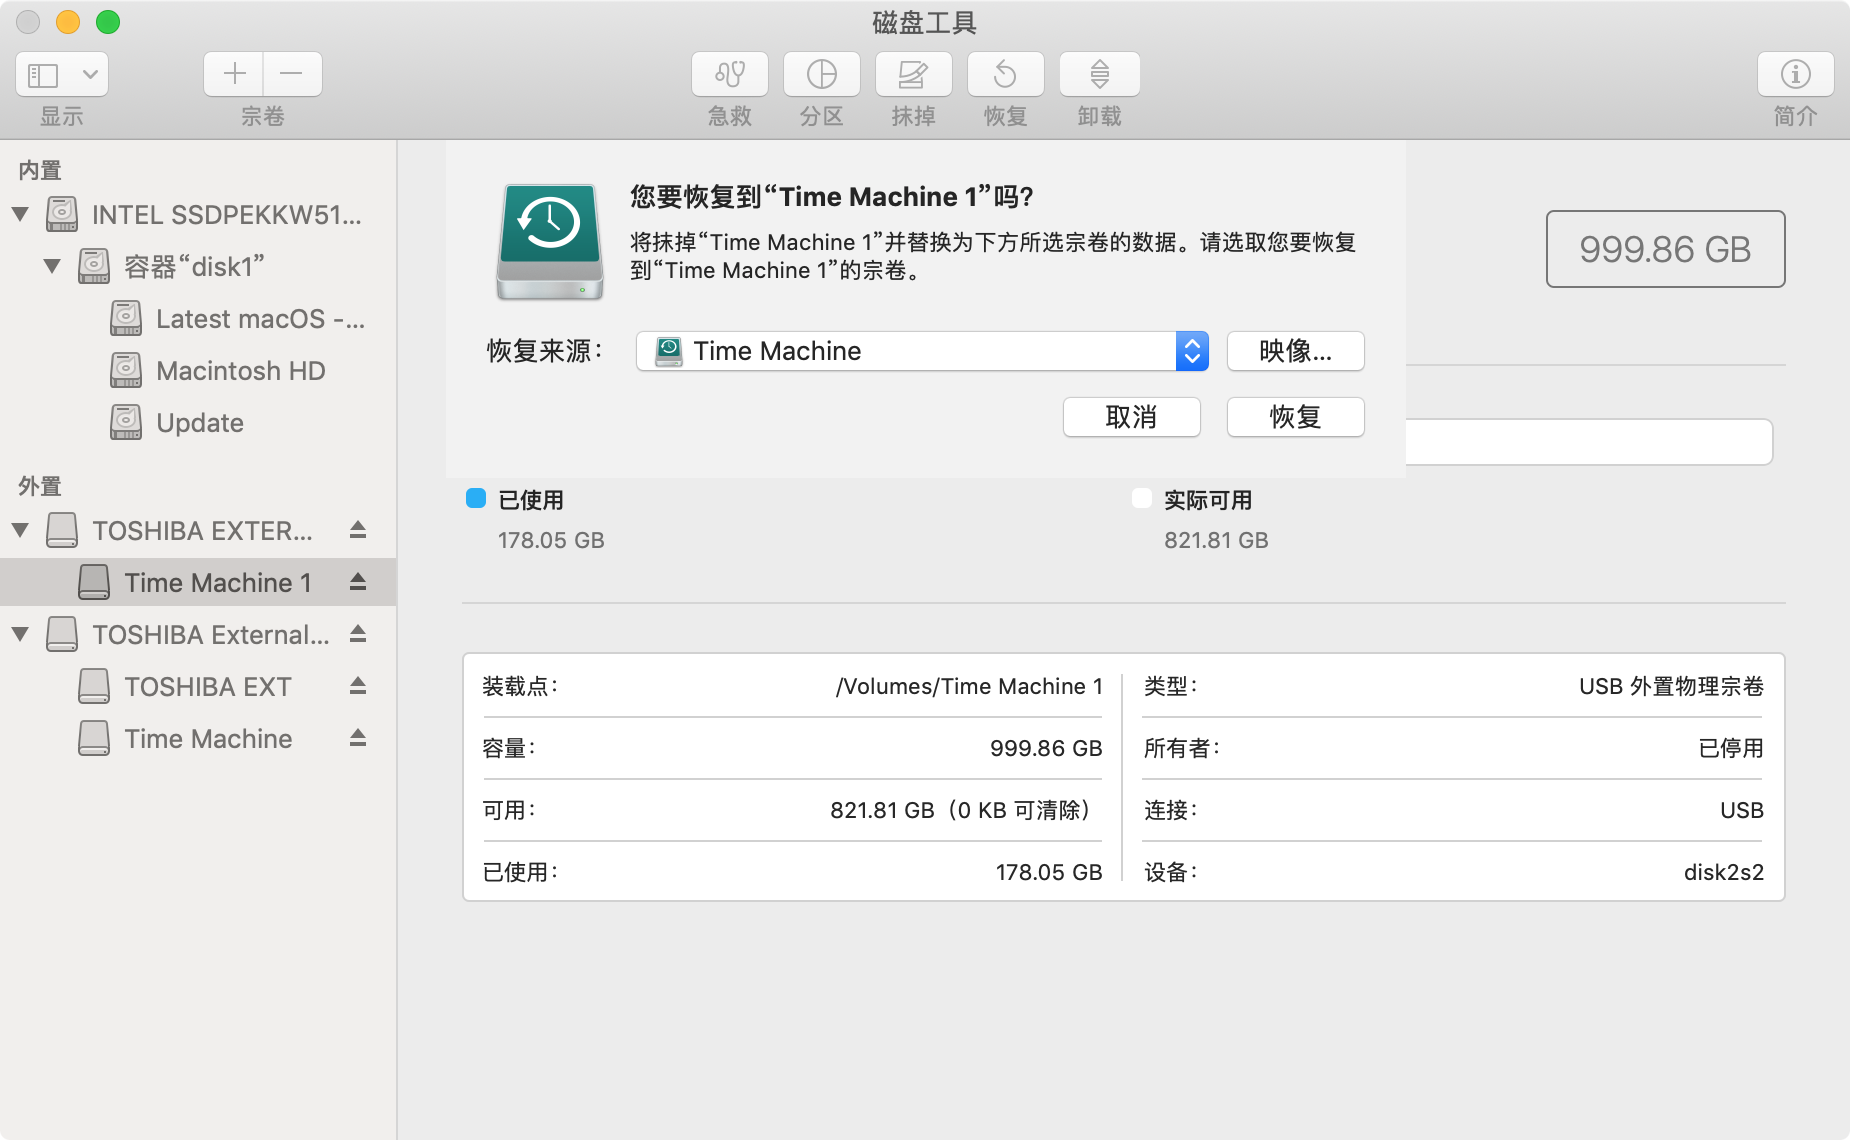 磁盘工具
显示
宗卷
急救
分区
抹掉
恢复
卸载
简介
内置
INTEL SSDPEKKW51...
容器“disk1”
Latest macOS -...
Macintosh HD
Update
外置
TOSHIBA EXTER...
Time Machine 1
TOSHIBA External...
TOSHIBA EXT
Time Machine
您要恢复到“Time Machine 1”吗？
将抹掉“Time Machine 1”并替换为下方所选宗卷的数据。请选取您要恢复
到“Time Machine 1”的宗卷。
恢复来源：
Time Machine
映像...
取消
恢复
999.86 GB
已使用
178.05 GB
实际可用
821.81 GB
装载点：
/Volumes/Time Machine 1
容量：
999.86 GB
可用：
821.81 GB（0 KB 可清除）
已使用：
178.05 GB
类型：
USB 外置物理宗卷
所有者：
已停用
连接：
USB
设备：
disk2s2